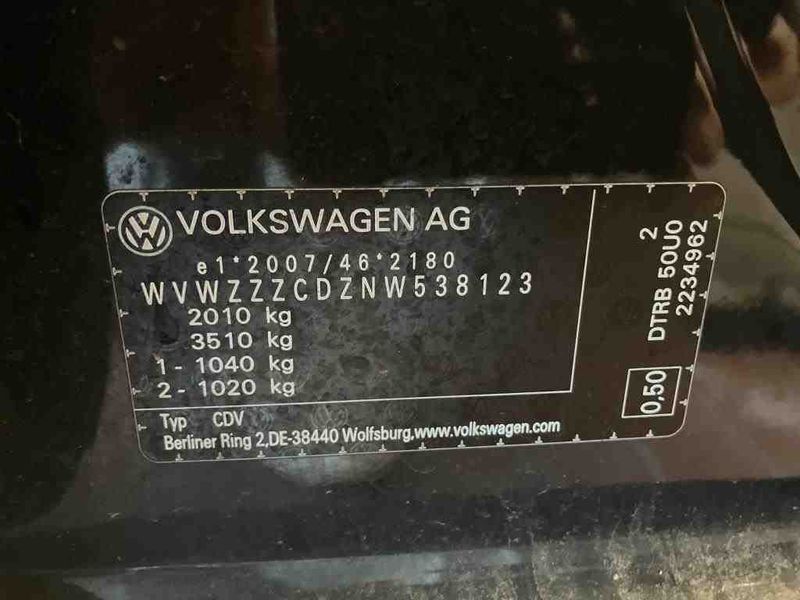 VOLKSWAGEN AG
e1*2007/46*2180
WVWZZZCDZNW538123
2010 kg
3510 kg
1 - 1040 kg
2 - 1020 kg
Typ CDV
Berliner Ring 2,DE-38440 Wolfsburg,www.volkswagen.com
2
DTRB 50U0
2234962
0,50